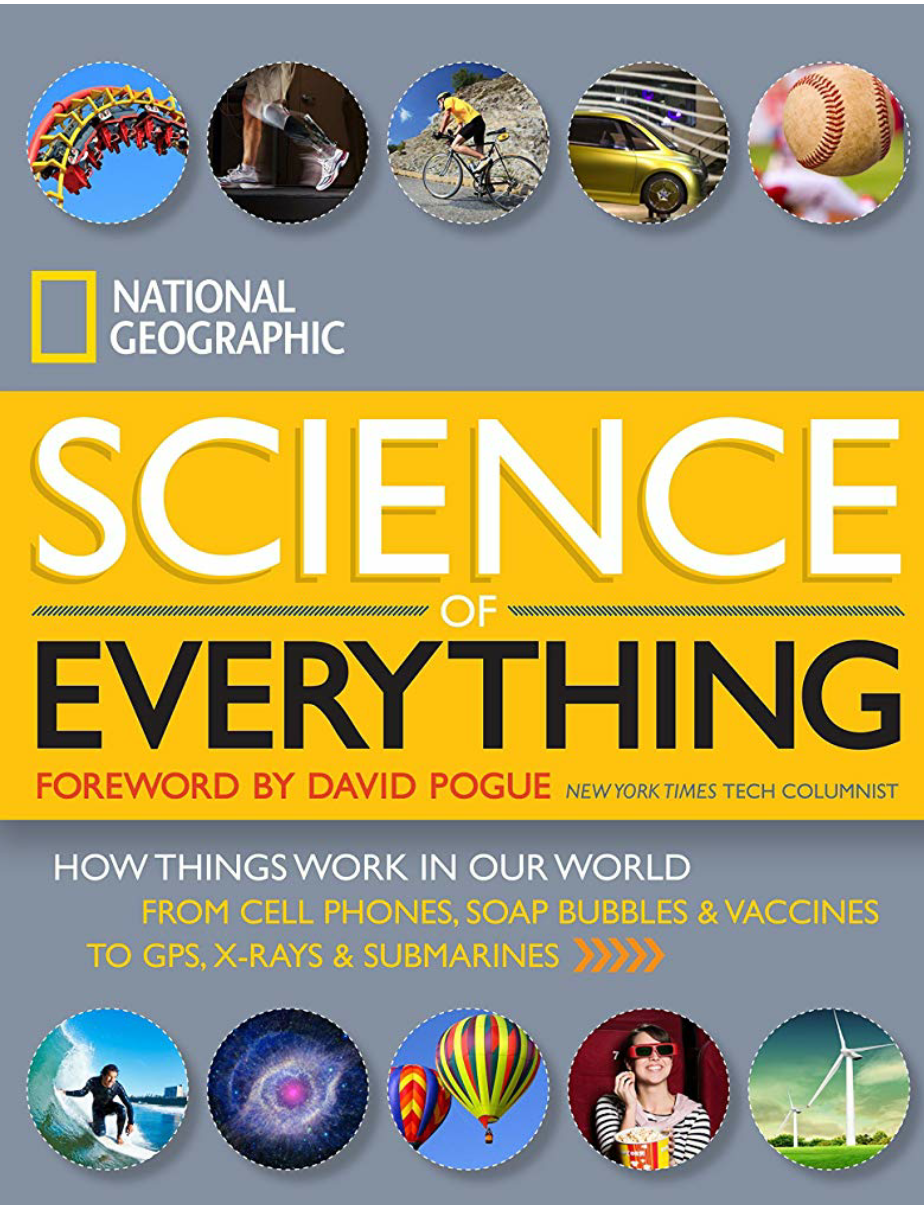 NATIONAL
GEOGRAPHIC
SCIENCE
OF
EVERYTHING
FOREWORD BY DAVID POGUE NEW YORK TIMES TECH COLUMNIST
HOW THINGS WORK IN OUR WORLD
FROM CELL PHONES, SOAP BUBBLES & VACCINES
TO GPS, X-RAYS & SUBMARINES